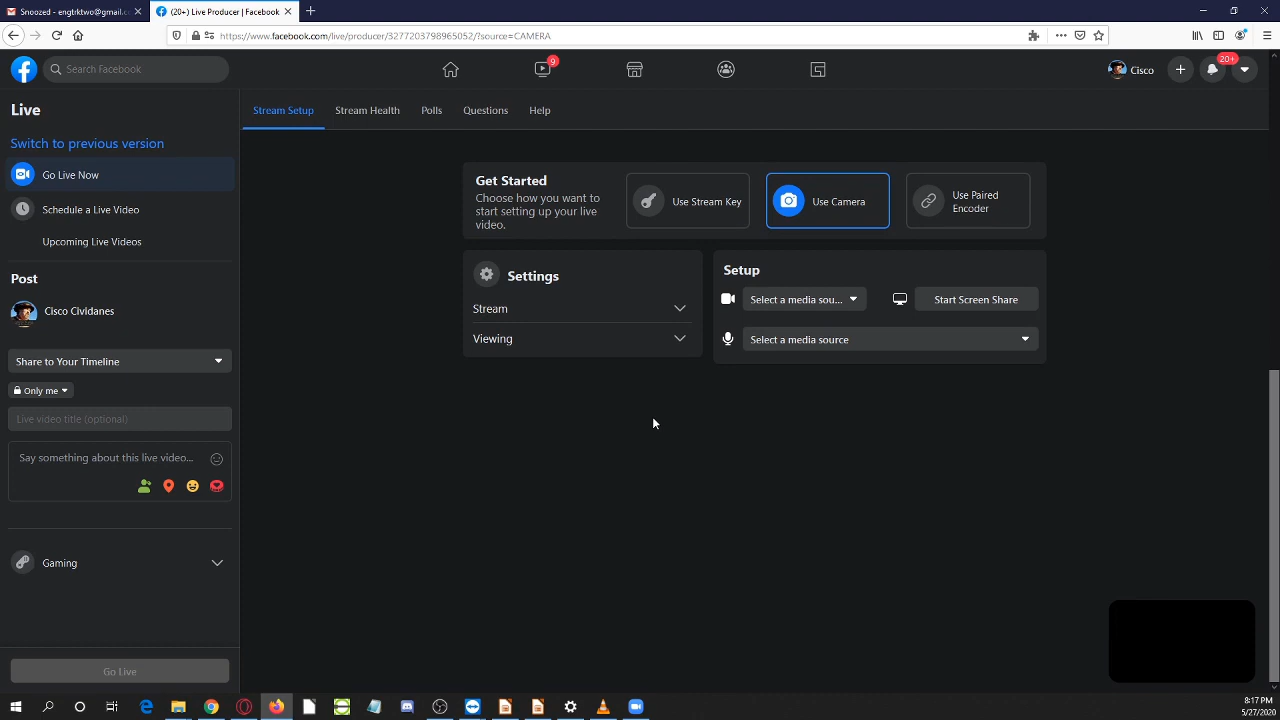 Snoozed - engtrktwo@gmail.c
(20+) Live Producer | Facebook
https://www.facebook.com/live/producer/3277203798965052/?source=CAMERA
Search Facebook
9
Cisco
20+
Live
Switch to previous version
Go Live Now
Schedule a Live Video
Upcoming Live Videos
Post
Cisco Cividanes
Share to Your Timeline
Only me
Live video title (optional)
Say something about this live video...
Gaming
Go Live
Stream Setup
Stream Health
Polls
Questions
Help
Get Started
Choose how you want to
start setting up your live
video.
Use Stream Key
Use Camera
Use Paired
Encoder
Settings
Stream
Viewing
Setup
Select a media sou...
Start Screen Share
Select a media source
8:17 PM
5/27/2020